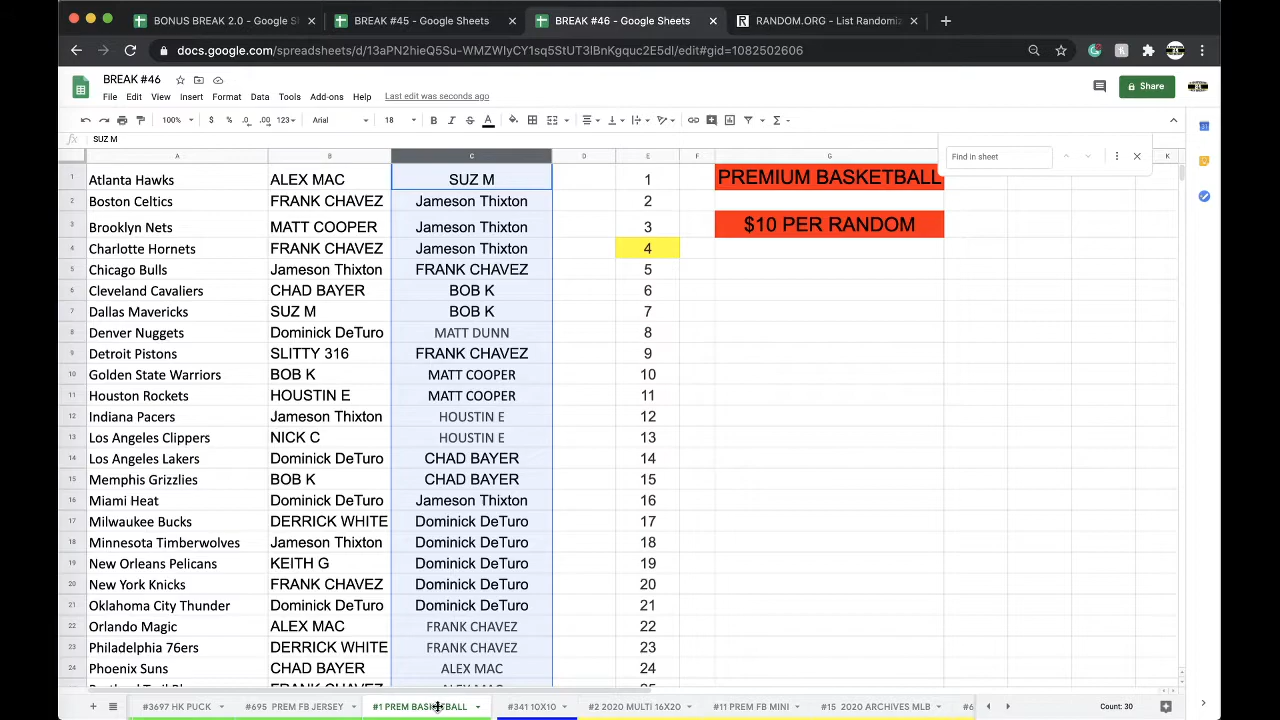 BONUS BREAK 2.0 - Google S
BREAK #45 - Google Sheets
BREAK #46 - Google Sheets
RANDOM.ORG - List Randomiz
docs.google.com/spreadsheets/d/13aPN2hieQ5Su-WMZWIyCY1sq5StUT3lBnKgquc2E5dI/edit#gid=1082502606
BREAK #46
File Edit View Insert Format Data Tools Add-ons Help Last edit was seconds ago
Share
100% $ % .0 .00 123 Arial 18 B I S A
fx SUZ M
Find in sheet
A B C D E F G K
1 Atlanta Hawks ALEX MAC SUZ M 1 PREMIUM BASKETBALL
2 Boston Celtics FRANK CHAVEZ Jameson Thixton 2
3 Brooklyn Nets MATT COOPER Jameson Thixton 3 $10 PER RANDOM
4 Charlotte Hornets FRANK CHAVEZ Jameson Thixton 4
5 Chicago Bulls Jameson Thixton FRANK CHAVEZ 5
6 Cleveland Cavaliers CHAD BAYER BOB K 6
7 Dallas Mavericks SUZ M BOB K 7
8 Denver Nuggets Dominick DeTuro MATT DUNN 8
9 Detroit Pistons SLITTY 316 FRANK CHAVEZ 9
10 Golden State Warriors BOB K MATT COOPER 10
11 Houston Rockets HOUSTIN E MATT COOPER 11
12 Indiana Pacers Jameson Thixton HOUSTIN E 12
13 Los Angeles Clippers NICK C HOUSTIN E 13
14 Los Angeles Lakers Dominick DeTuro CHAD BAYER 14
15 Memphis Grizzlies BOB K CHAD BAYER 15
16 Miami Heat Dominick DeTuro Jameson Thixton 16
17 Milwaukee Bucks DERRICK WHITE Dominick DeTuro 17
18 Minnesota Timberwolves Jameson Thixton Dominick DeTuro 18
19 New Orleans Pelicans KEITH G Dominick DeTuro 19
20 New York Knicks FRANK CHAVEZ Dominick DeTuro 20
21 Oklahoma City Thunder Dominick DeTuro Dominick DeTuro 21
22 Orlando Magic ALEX MAC FRANK CHAVEZ 22
23 Philadelphia 76ers DERRICK WHITE FRANK CHAVEZ 23
24 Phoenix Suns CHAD BAYER ALEX MAC 24
#3697 HK PUCK #695 PREM FB JERSEY #1 PREM BASKETBALL #341 10X10 #2 2020 MULTI 16X20 #11 PREM FB MINI #15 2020 ARCHIVES MLB #6 Count: 30